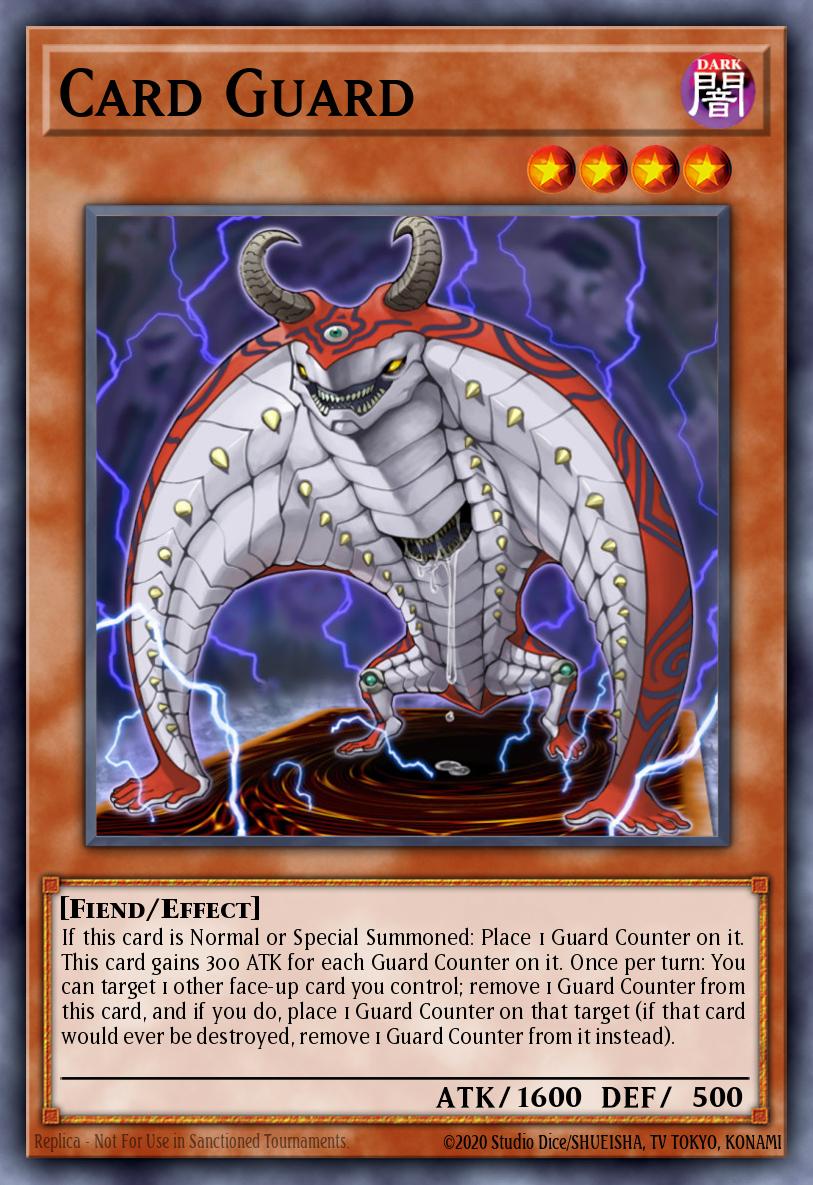 Card Guard
DARK
闇
[Fiend/Effect]
If this card is Normal or Special Summoned: Place 1 Guard Counter on it.
This card gains 300 ATK for each Guard Counter on it. Once per turn: You
can target 1 other face-up card you control; remove 1 Guard Counter from
this card, and if you do, place 1 Guard Counter on that target (if that card
would ever be destroyed, remove 1 Guard Counter from it instead).
ATK/1600 DEF/ 500
Replica - Not For Use in Sanctioned Tournaments.
©2020 Studio Dice/SHUEISHA, TV TOKYO, KONAMI